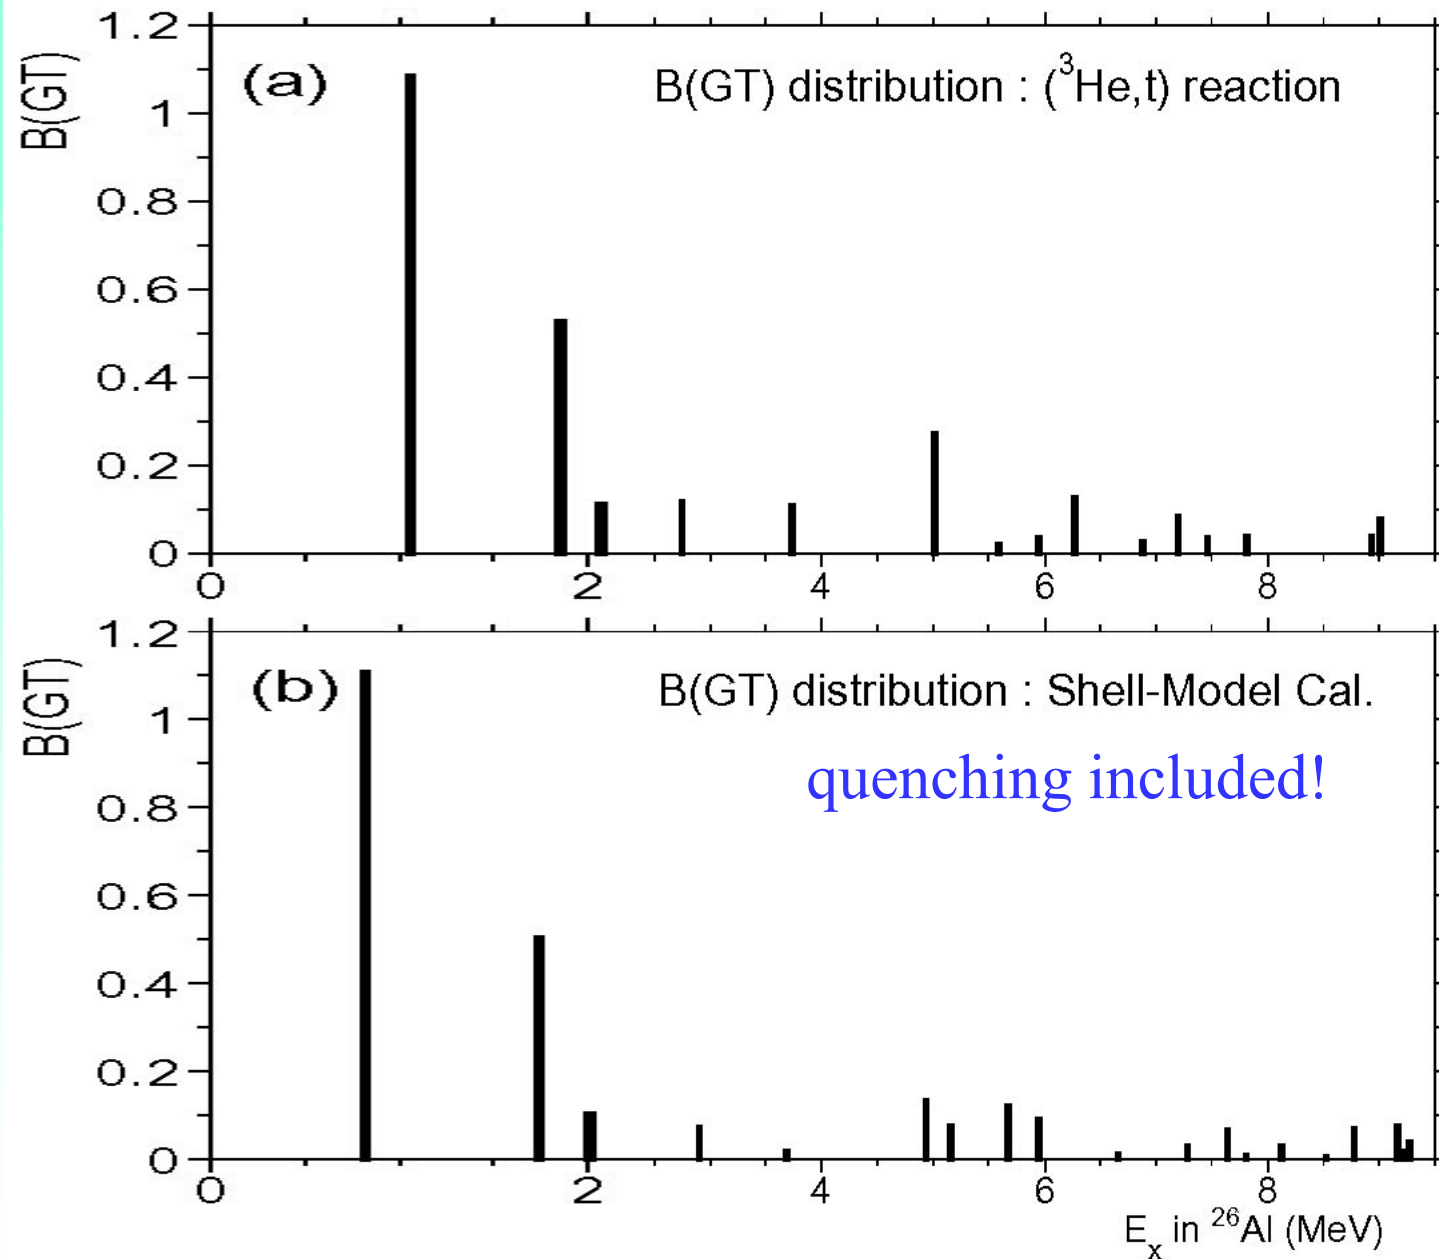 1.2
1
0.8
0.6
0.4
0.2
0
B(GT)
(a)
B(GT) distribution : (³He,t) reaction
0 2 4 6 8
1.2
1
0.8
0.6
0.4
0.2
0
B(GT)
(b)
B(GT) distribution : Shell-Model Cal.
quenching included!
0 2 4 6 8
Eₓ in ²⁶Al (MeV)